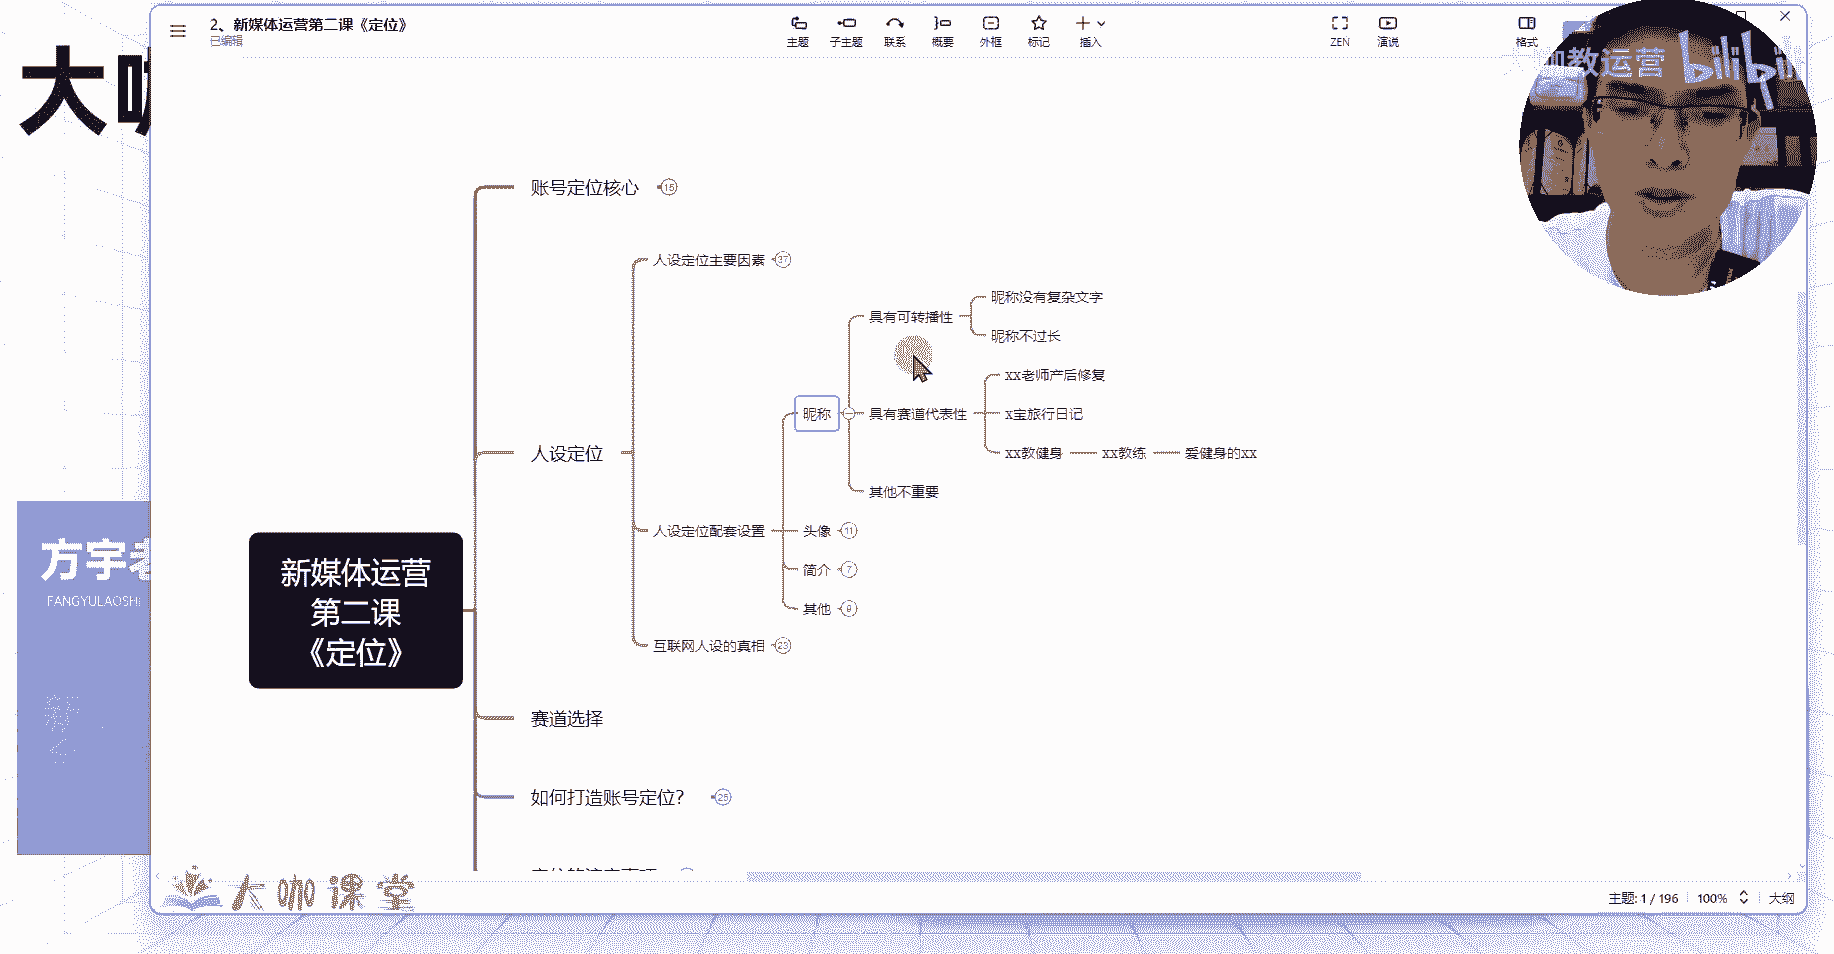 2、新媒体运营第二课《定位》
已编辑
主题
子主题
联系
概要
外框
标记
插入
ZEN
演说
格式
大咖教运营
bilibili
账号定位核心 15
人设定位主要因素 37
具有可转播性
昵称没有复杂文字
昵称不过长
人设定位
昵称
具有赛道代表性
xx老师产后修复
x宝旅行日记
xx教健身
xx教练
爱健身的xx
其他不重要
人设定位配套设置
头像 11
简介 7
其他 9
互联网人设的真相 23
新媒体运营
第二课
《定位》
赛道选择
如何打造账号定位? 25
方宇老
FANGYULAOSHI
大咖
大咖课堂
主题: 1 / 196
100%
大纲